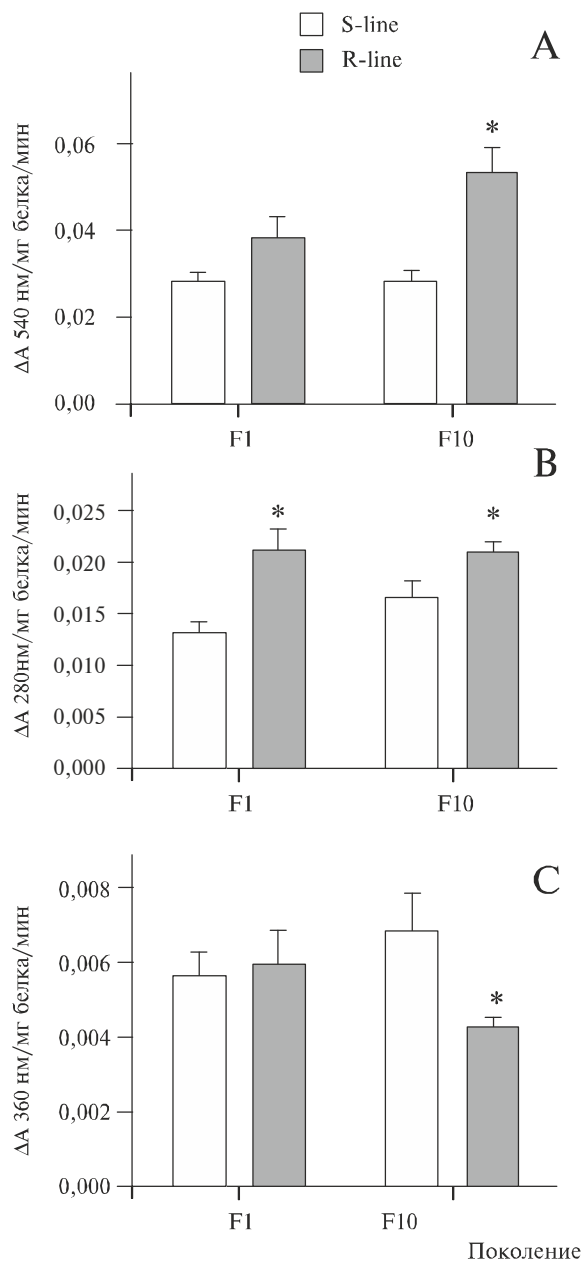 S-line
R-line
A
ΔA 540 нм/мг белка/мин
0,06
*
0,04
0,02
0,00
F1 F10
B
ΔA 280нм/мг белка/мин
0,025
* *
0,020
0,015
0,010
0,005
0,000
F1 F10
C
ΔA 360 нм/мг белка/мин
0,008
0,006
*
0,004
0,002
0,000
F1 F10
Поколение